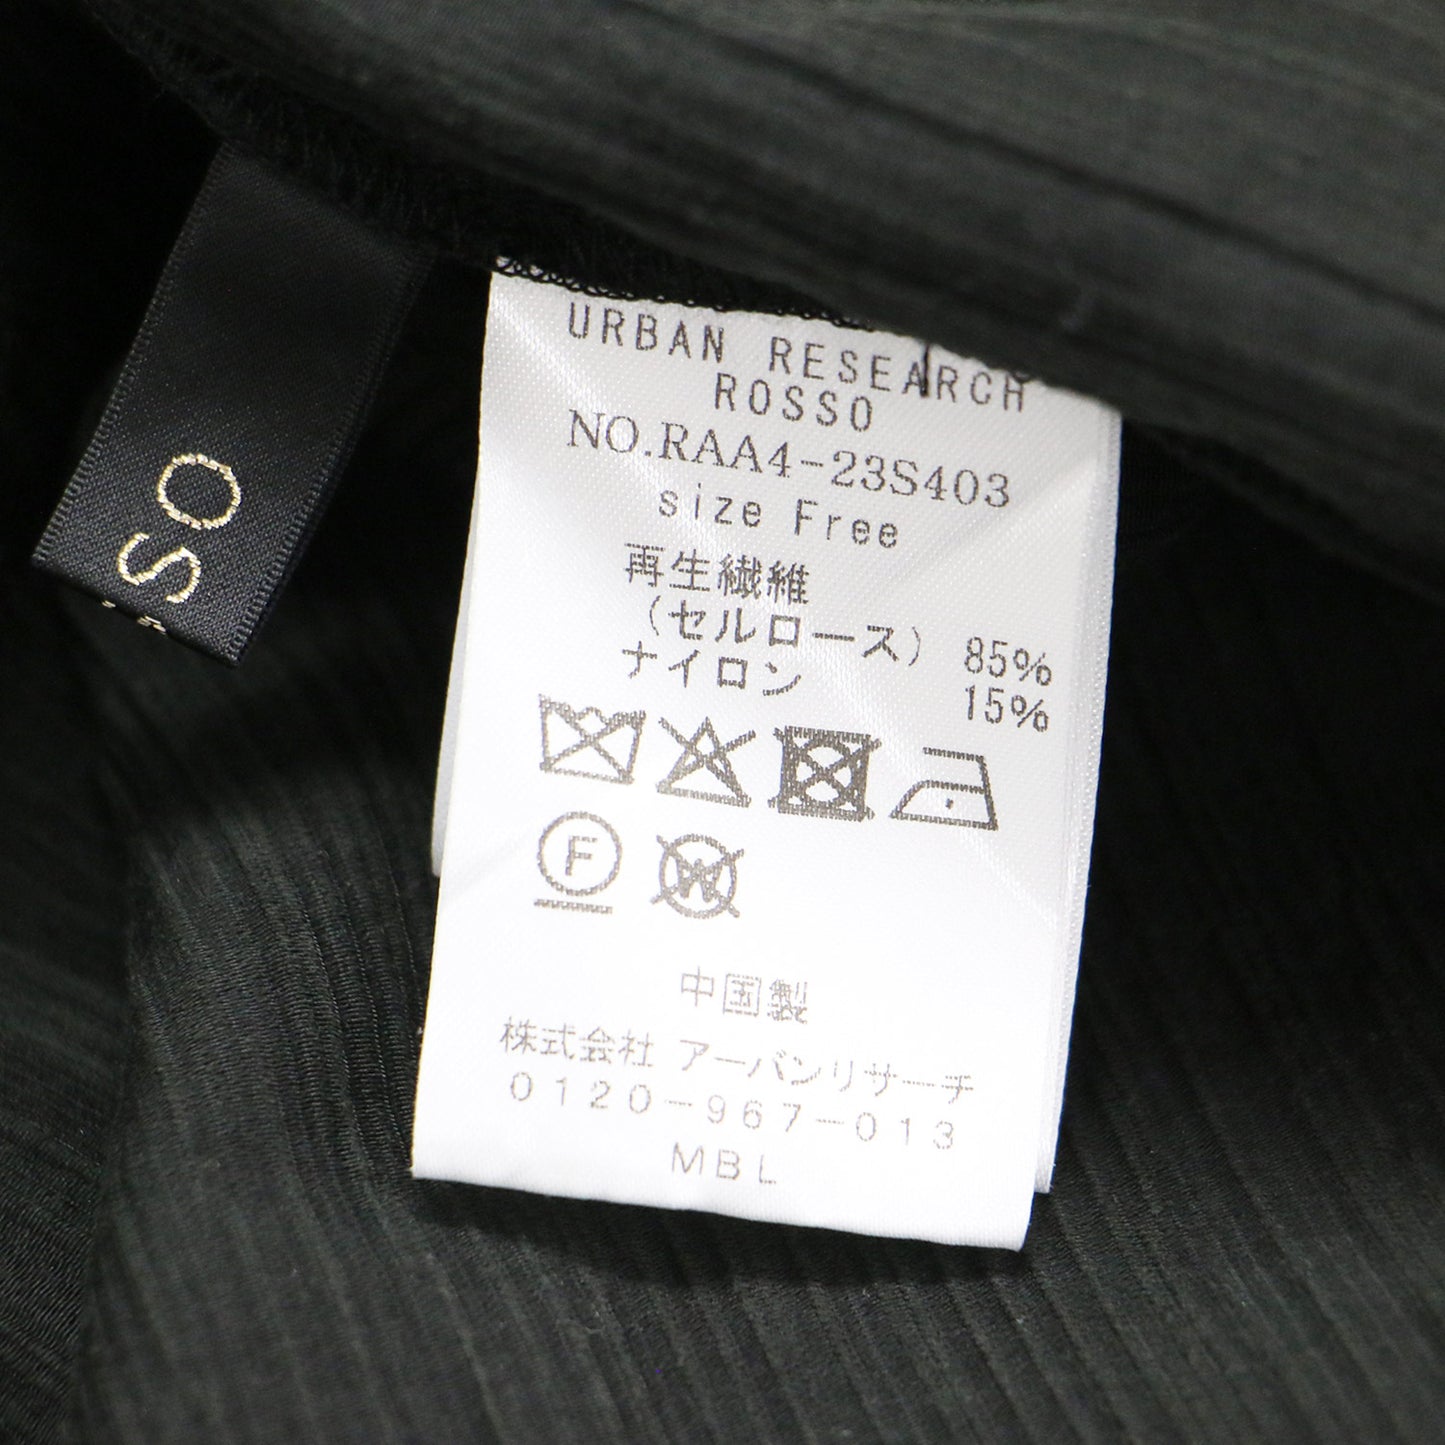 URBAN RESEARCH
ROSSO
NO.RAA4-23S403
size Free
再生繊維
(セルロース) 85%
ナイロン 15%
F
W
中国製
株式会社 アーバンリサーチ
0120-967-013
MBL
SO